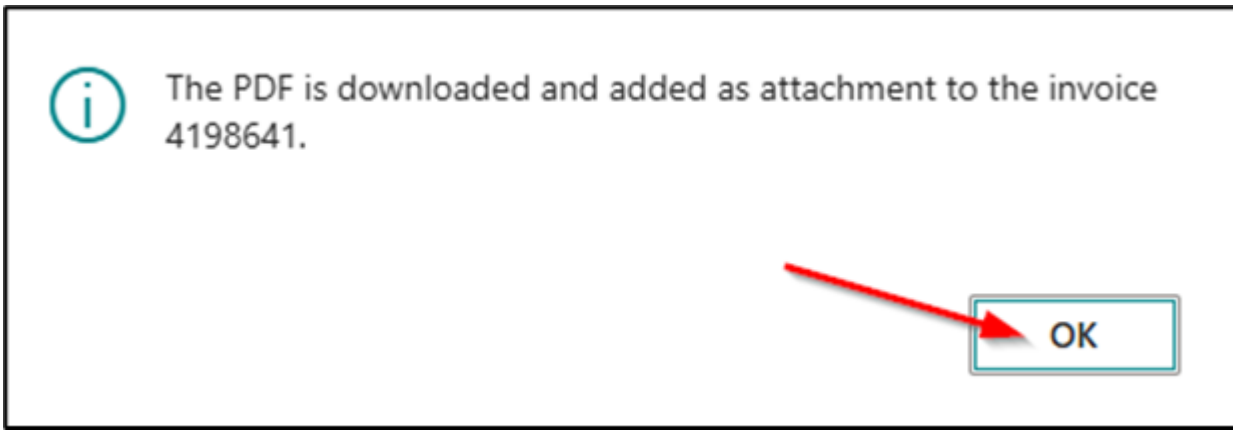 The PDF is downloaded and added as attachment to the invoice
4198641.
OK